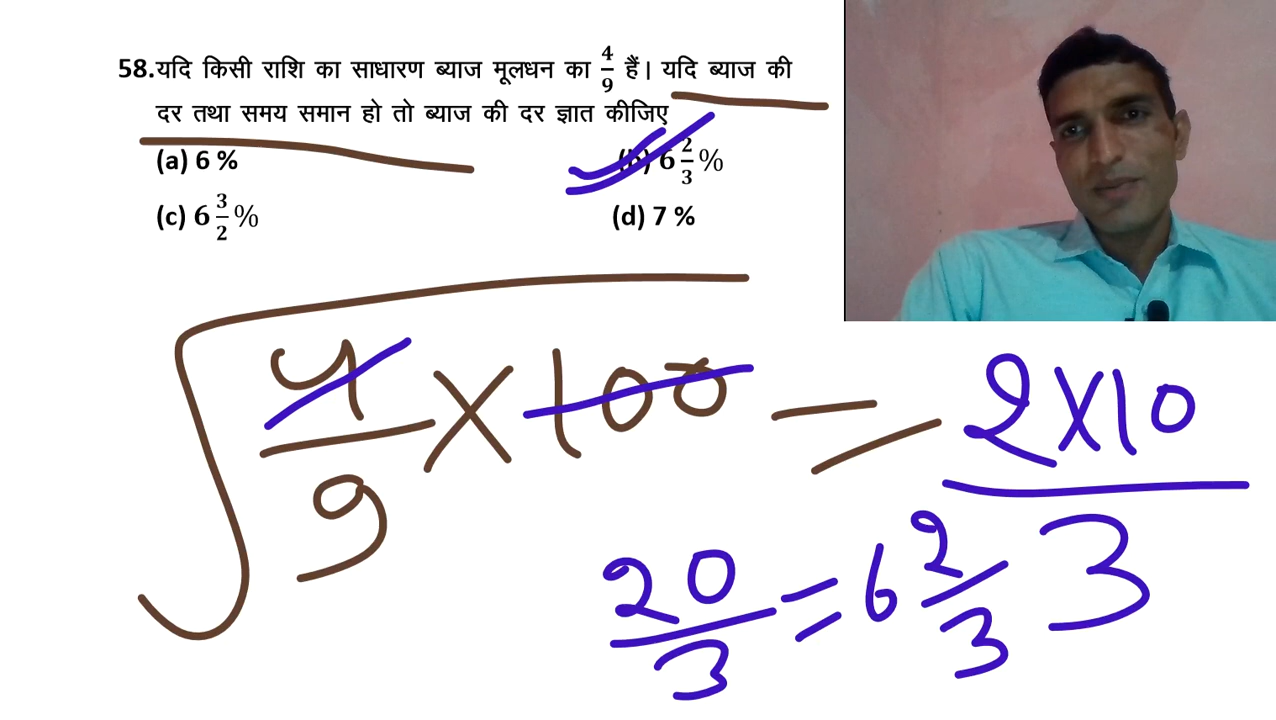 58.यदि किसी राशि का साधारण ब्याज मूलधन का 4/9 हैं। यदि ब्याज की
दर तथा समय समान हो तो ब्याज की दर ज्ञात कीजिए
(a) 6 % (b) 6 2/3 %
(c) 6 3/2 % (d) 7 %
√(4/9 × 100) = 2×10/3
20/3 = 6 2/3